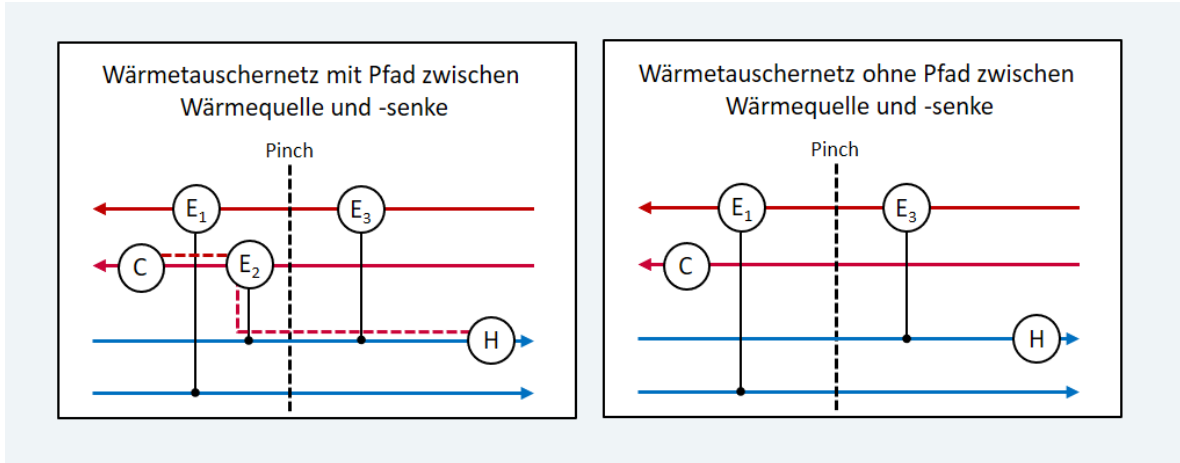 Wärmetauschernetz mit Pfad zwischen
Wärmequelle und -senke
Pinch
E1
E3
C
E2
H
Wärmetauschernetz ohne Pfad zwischen
Wärmequelle und -senke
Pinch
E1
E3
C
H